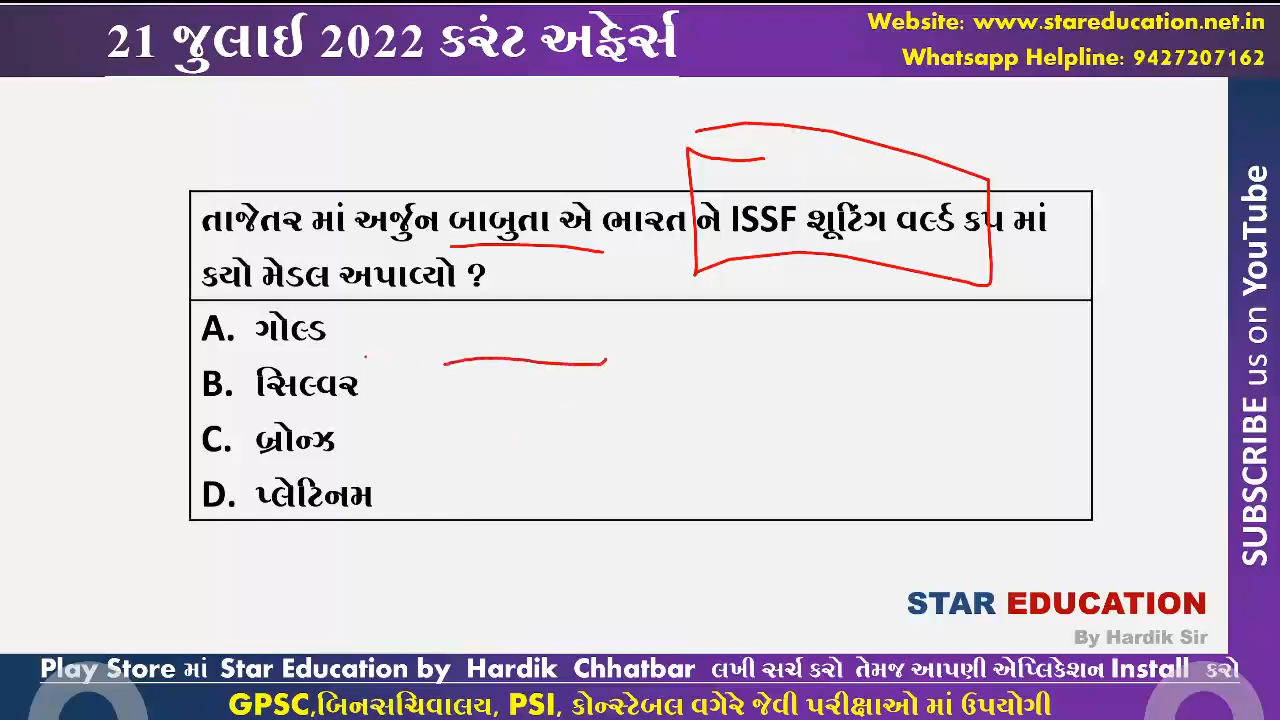 21 જુલાઈ 2022 કરંટ અફેર્સ
Website: www.stareducation.net.in
Whatsapp Helpline: 9427207162
તાજેતર માં અર્જુન બાબુતા એ ભારત ને ISSF શૂટિંગ વર્લ્ડ કપ માં
કયો મેડલ અપાવ્યો ?
A. ગોલ્ડ
B. સિલ્વર
C. બ્રોન્ઝ
D. પ્લેટિનમ
SUBSCRIBE us on YouTube
STAR EDUCATION
By Hardik Sir
Play Store માં Star Education by Hardik Chhatbar લખી સર્ચ કરો તેમજ આપણી એપ્લિકેશન Install કરો
GPSC,બિનસચિવાલય, PSI, કોન્સ્ટેબલ વગેરે જેવી પરીક્ષાઓ માં ઉપયોગી